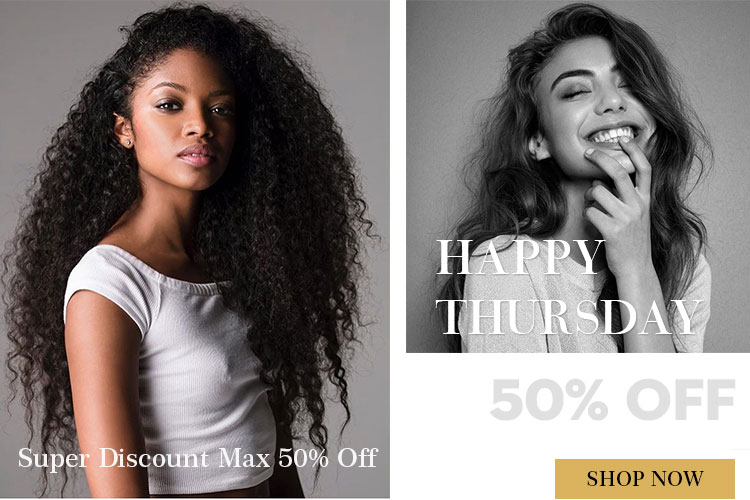 Super Discount Max 50% Off
HAPPY
THURSDAY
50% OFF
SHOP NOW